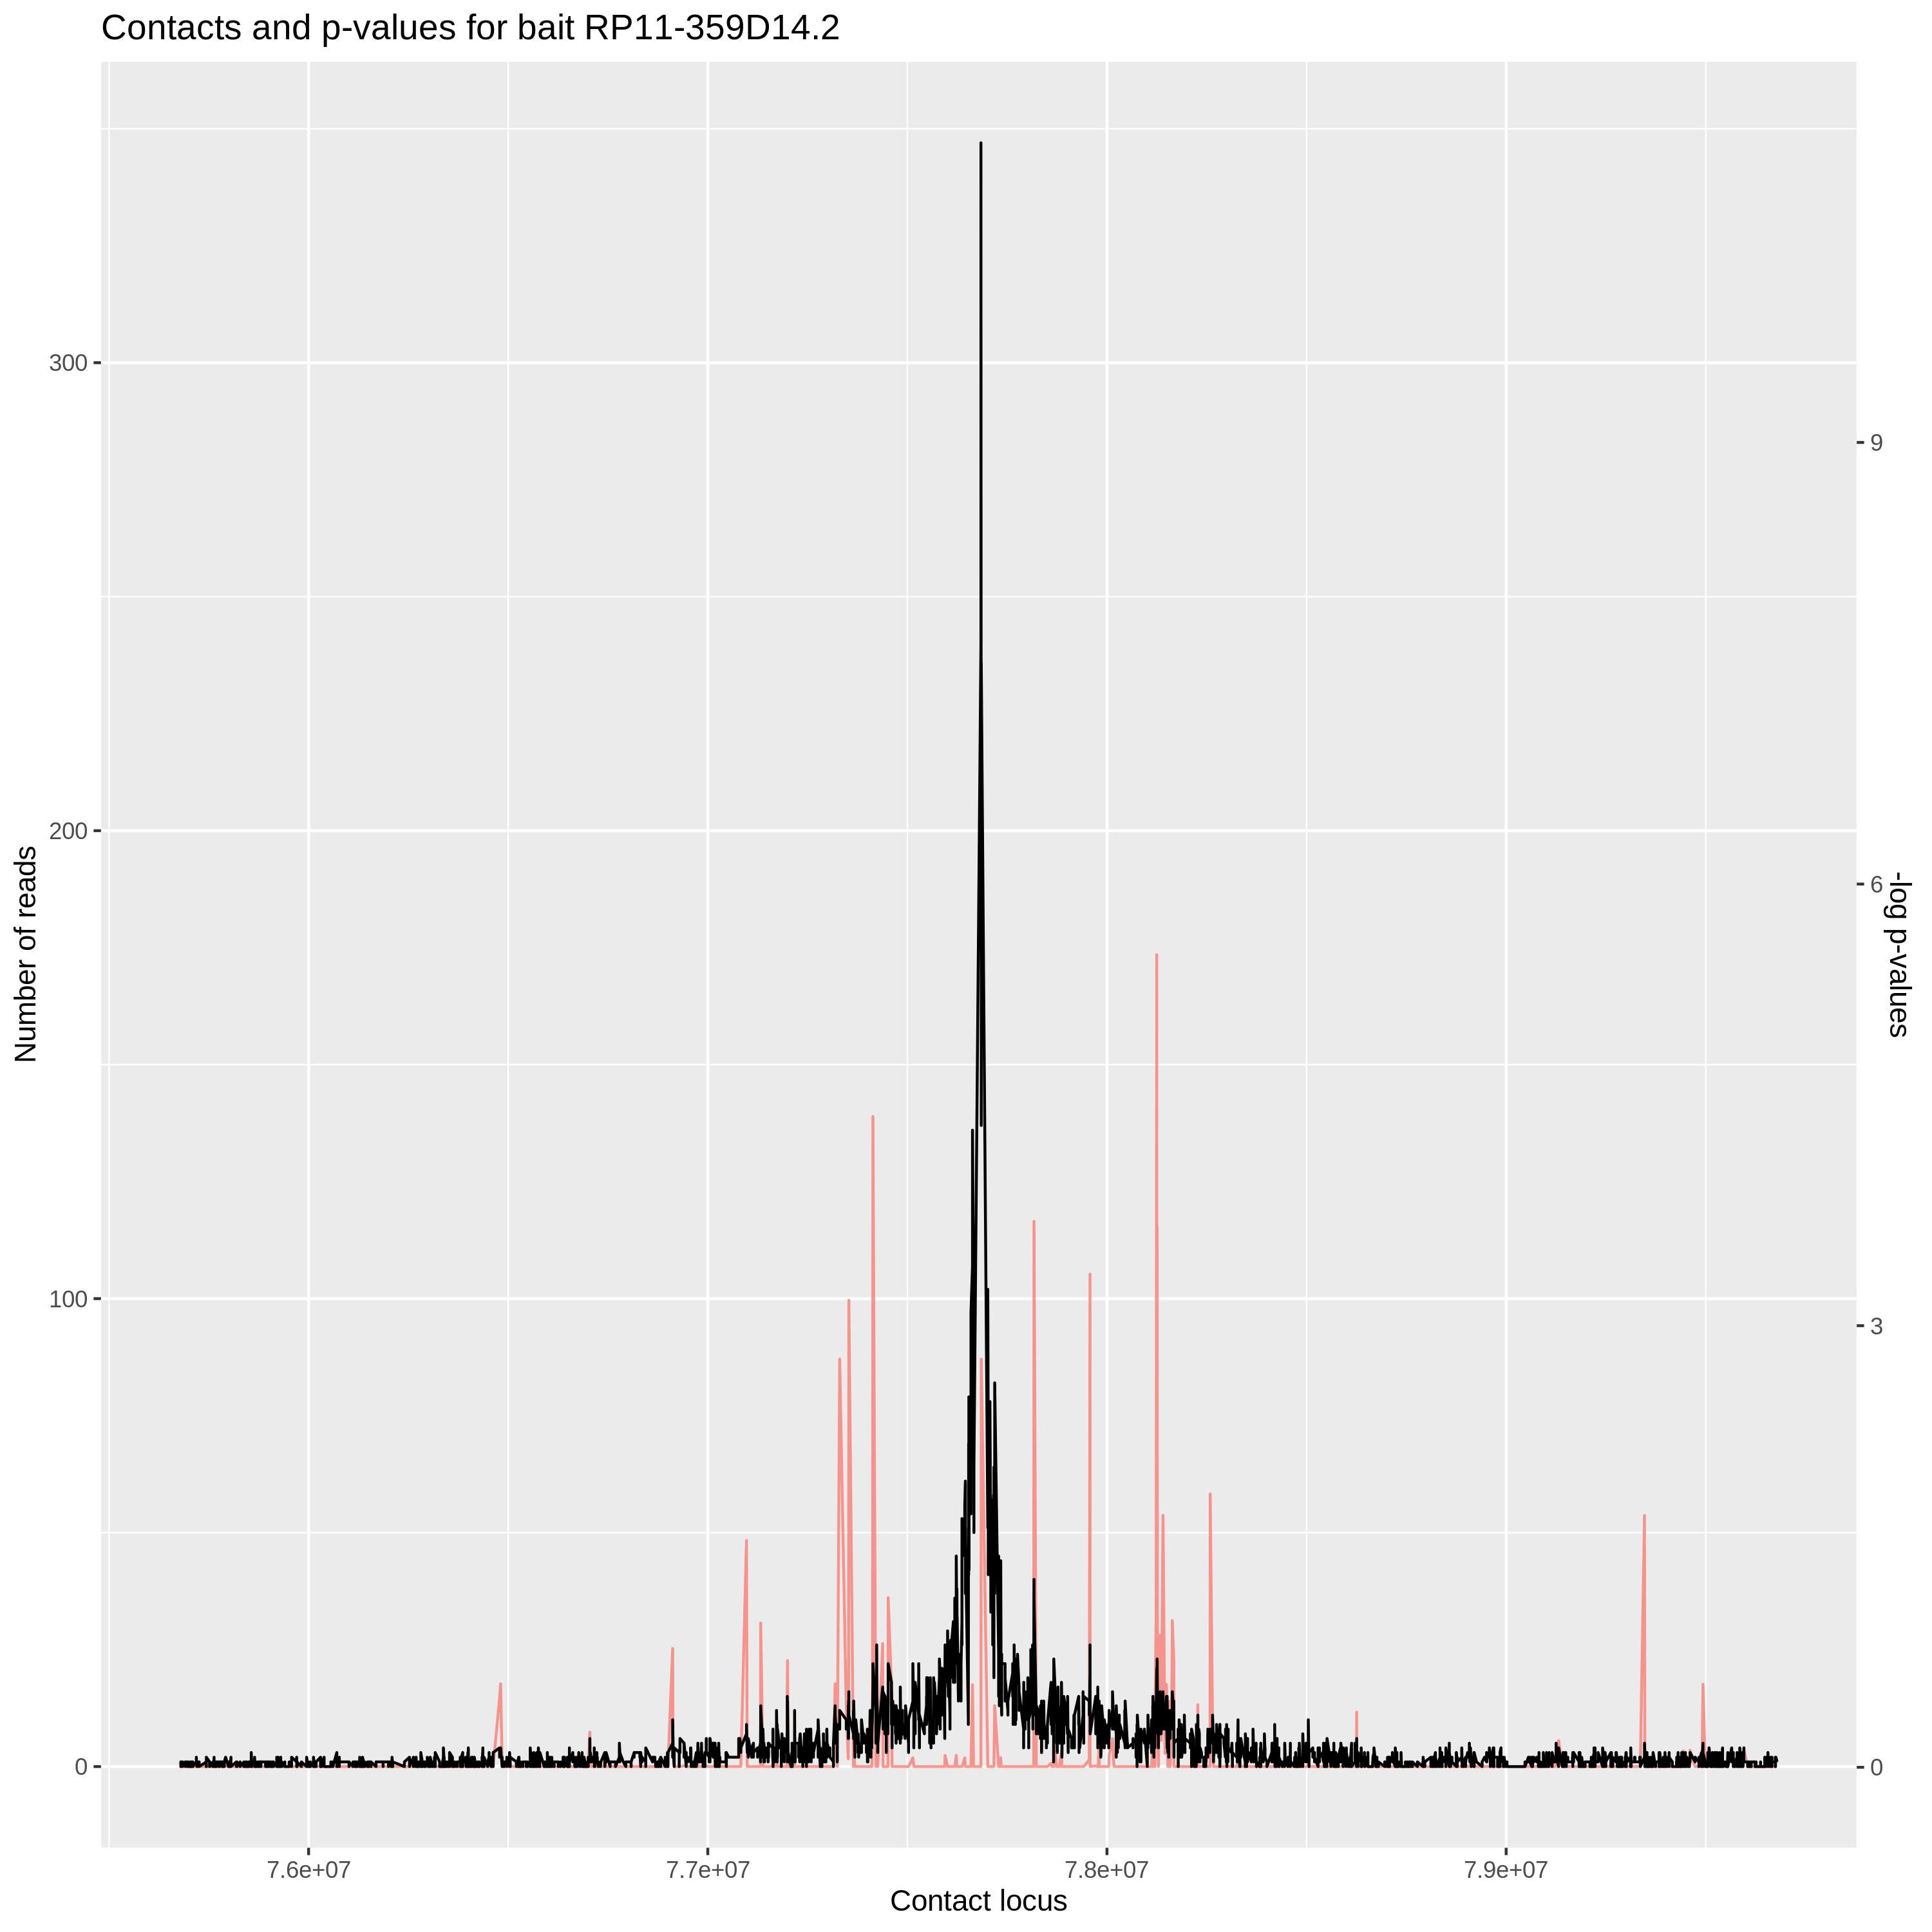 Contacts and p-values for bait RP11-359D14.2
Number of reads
300
200
100
0
9
6
3
0
-log p-values
7.6e+07
7.7e+07
7.8e+07
7.9e+07
Contact locus